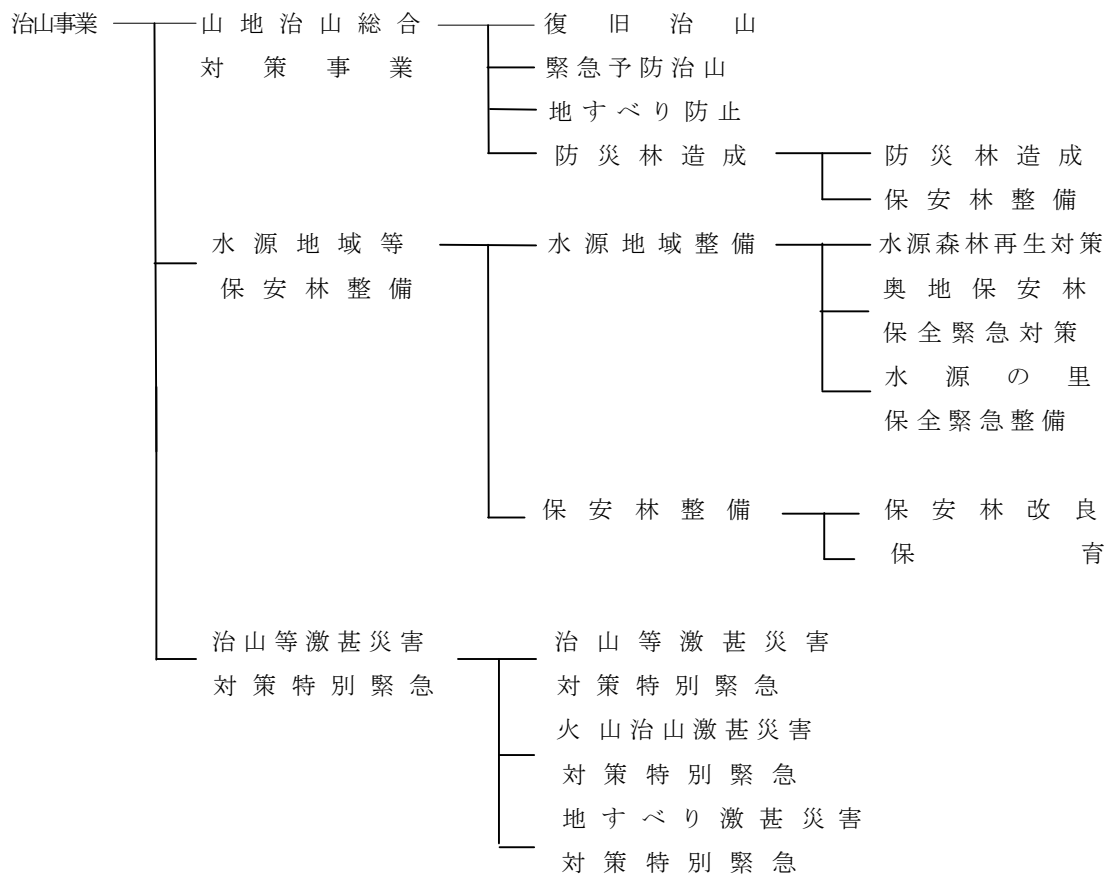 治山事業 山地治山総合 復旧治山
対策事業 緊急予防治山
地すべり防止
防災林造成 防災林造成
保安林整備
水源地域等 水源地域整備 水源森林再生対策
保安林整備 奥地保安林
保全緊急対策
水源の里
保全緊急整備
保安林整備 保安林改良
保育
治山等激甚災害 治山等激甚災害
対策特別緊急 対策特別緊急
火山治山激甚災害
対策特別緊急
地すべり激甚災害
対策特別緊急